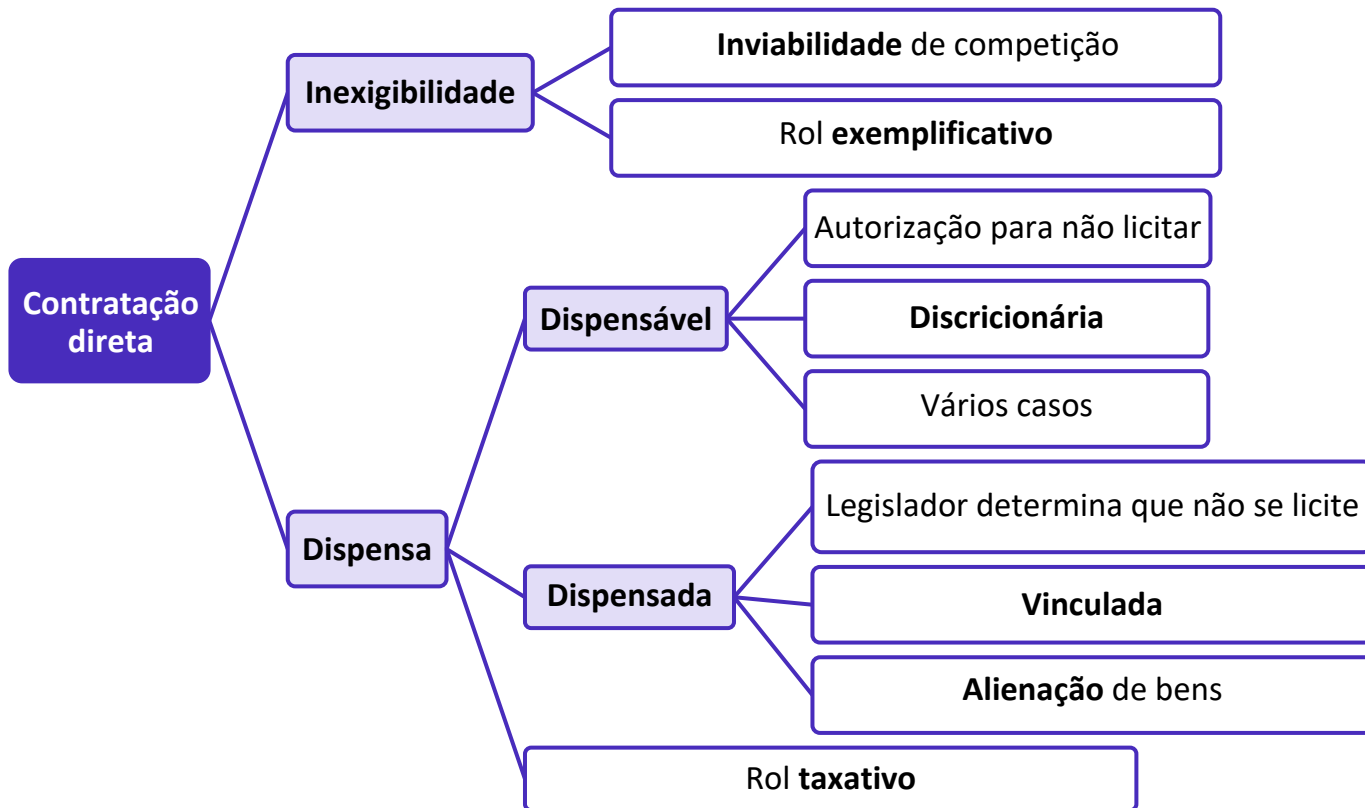 Contratação
direta
Inexigibilidade
Inviabilidade de competição
Rol exemplificativo
Dispensa
Dispensável
Autorização para não licitar
Discricionária
Vários casos
Dispensada
Legislador determina que não se licite
Vinculada
Alienação de bens
Rol taxativo